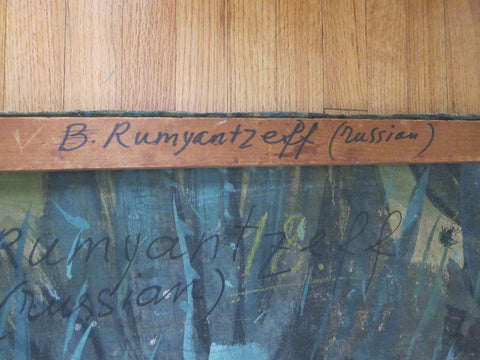 B. Rumyantzeff (russian)
Rumyantzeff
(russian)